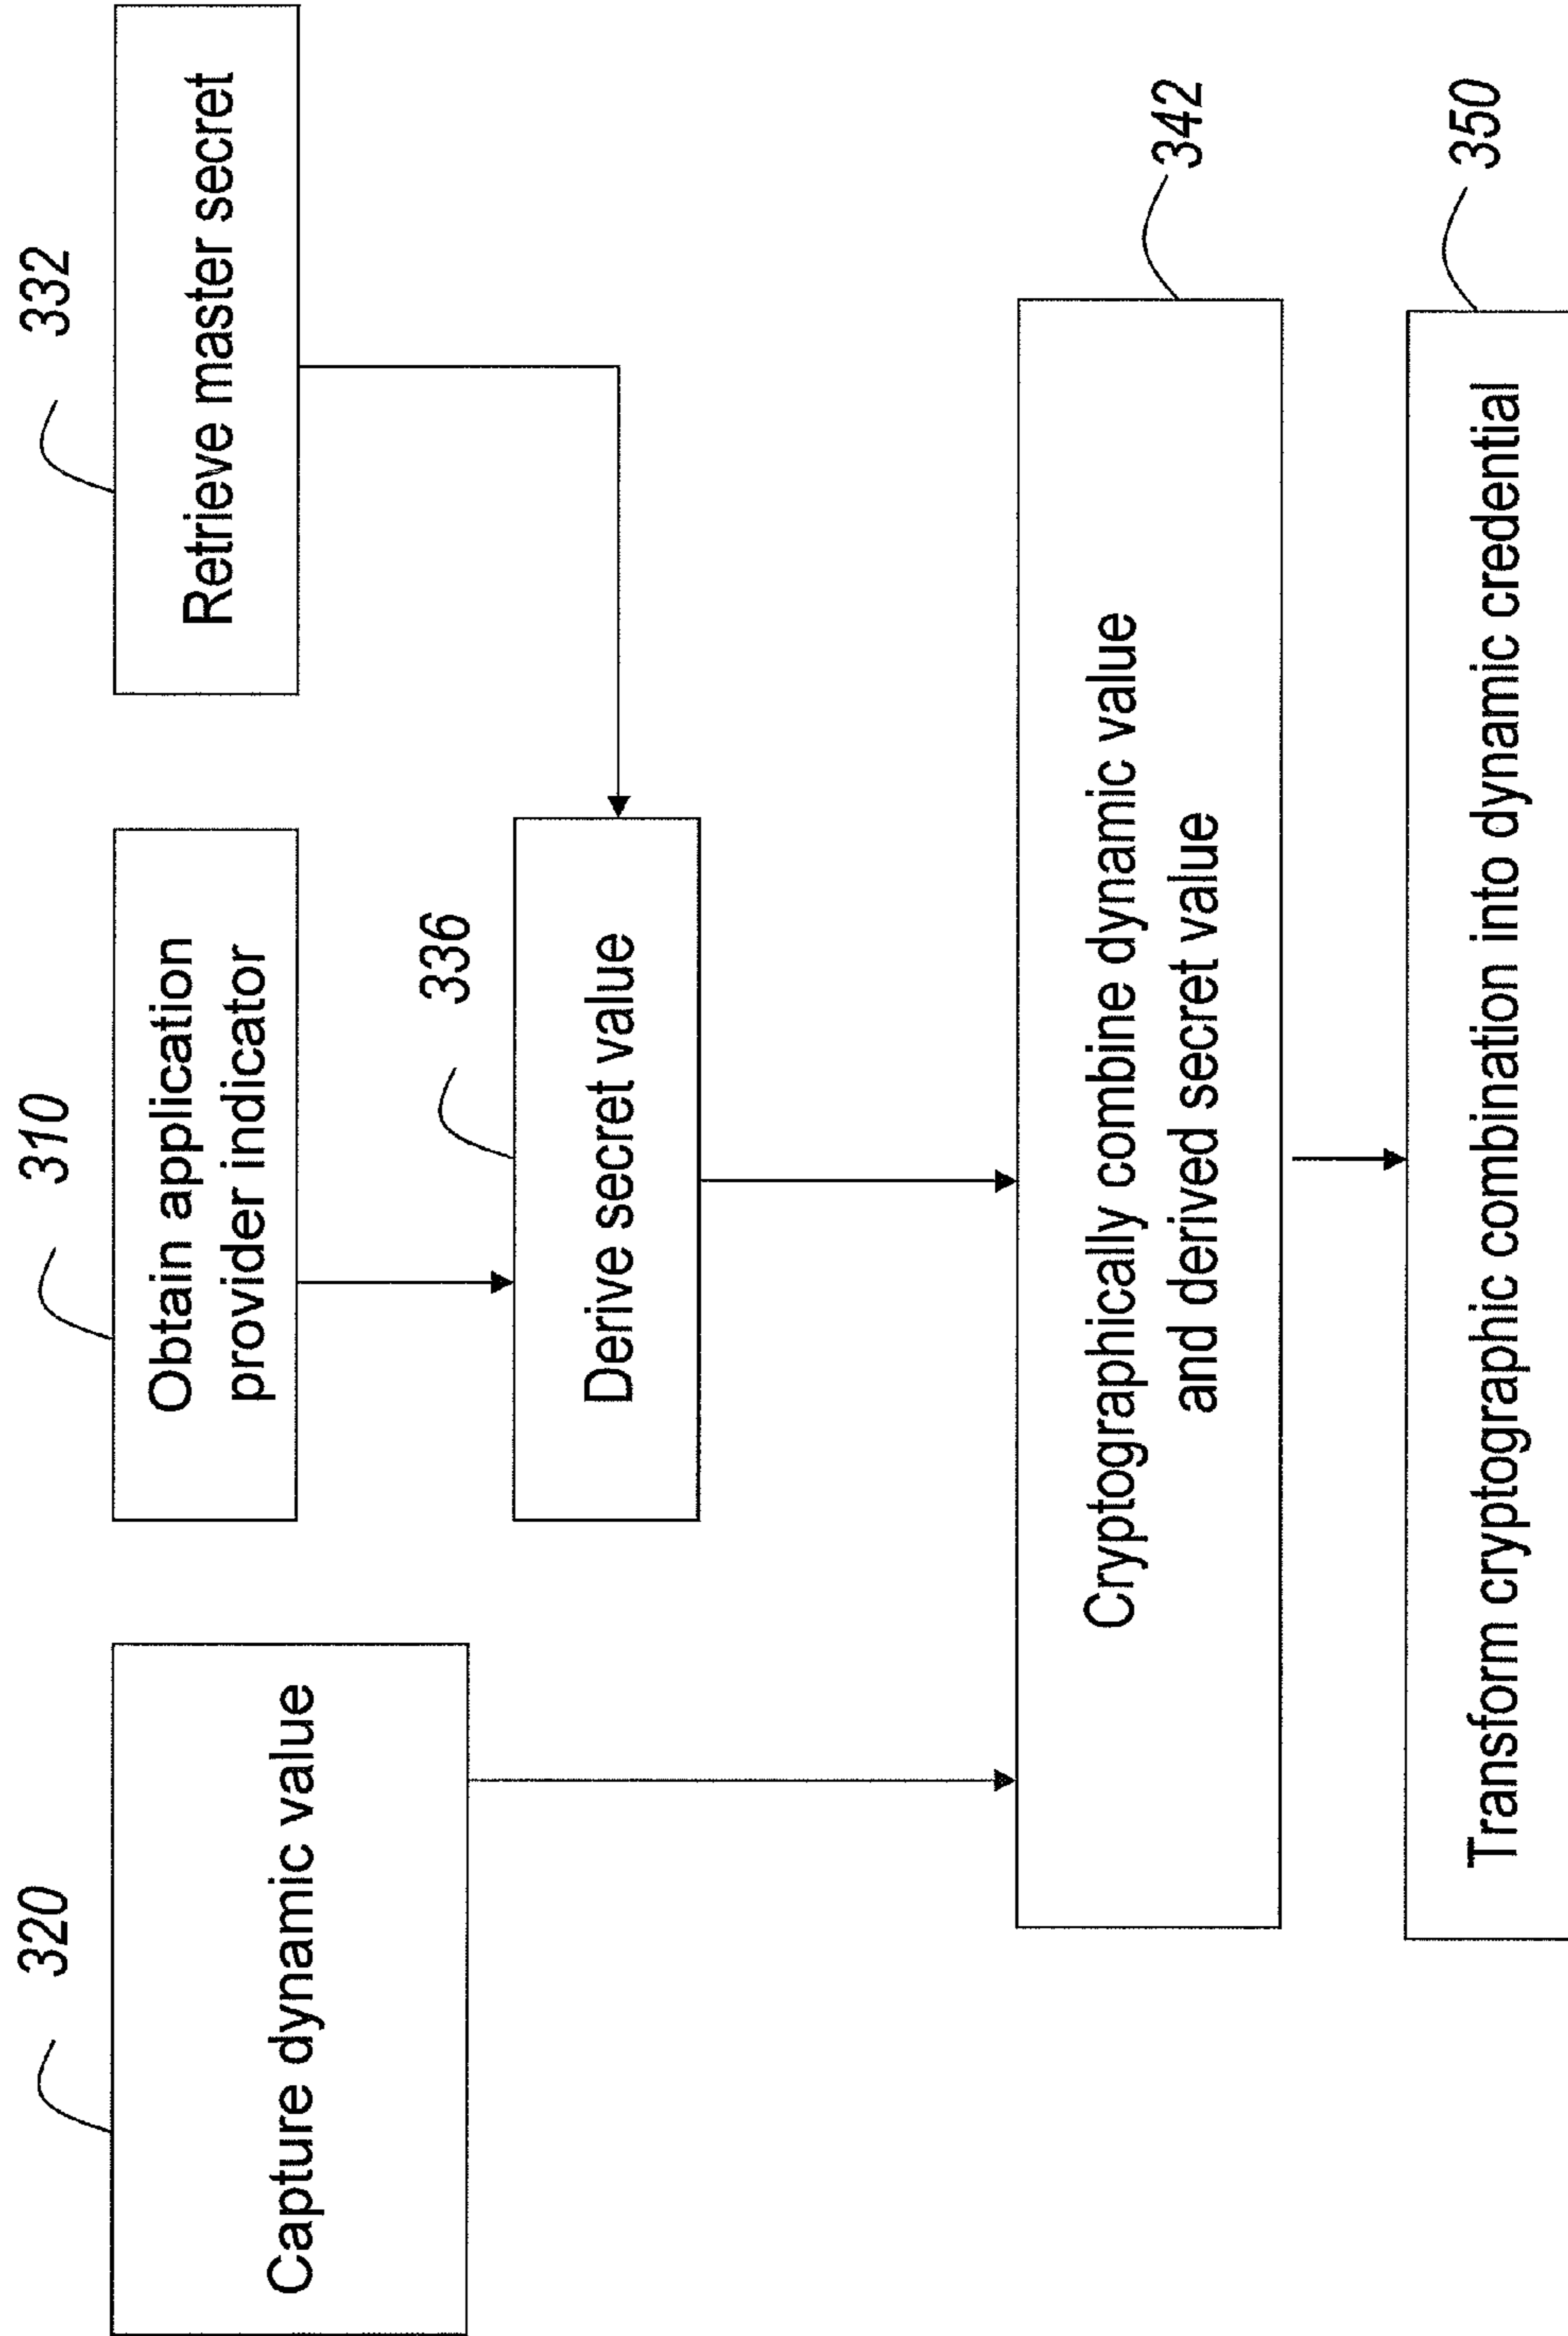 320
Capture dynamic value
310
Obtain application
provider indicator
332
Retrieve master secret
336
Derive secret value
Cryptographically combine dynamic value
and derived secret value
342
Transform cryptographic combination into dynamic credential
350